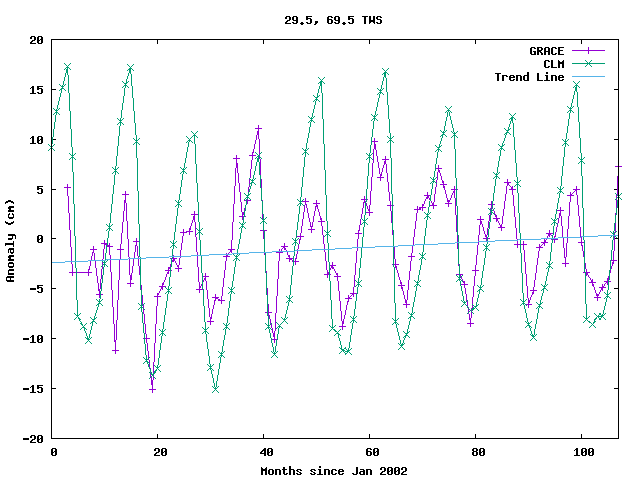 29.5, 69.5 TWS
GRACE
CLM
Trend Line
20
15
10
5
0
-5
-10
-15
-20
Anomaly (cm)
0 20 40 60 80 100
Months since Jan 2002